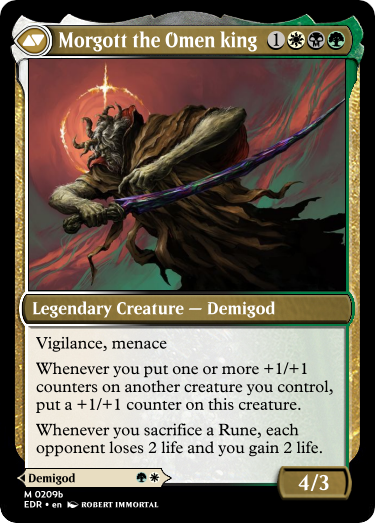 Morgott the Omen king 1
Legendary Creature — Demigod
Vigilance, menace
Whenever you put one or more +1/+1
counters on another creature you control,
put a +1/+1 counter on this creature.
Whenever you sacrifice a Rune, each
opponent loses 2 life and you gain 2 life.
Demigod
4/3
M 0209b
EDR • en ROBERT IMMORTAL